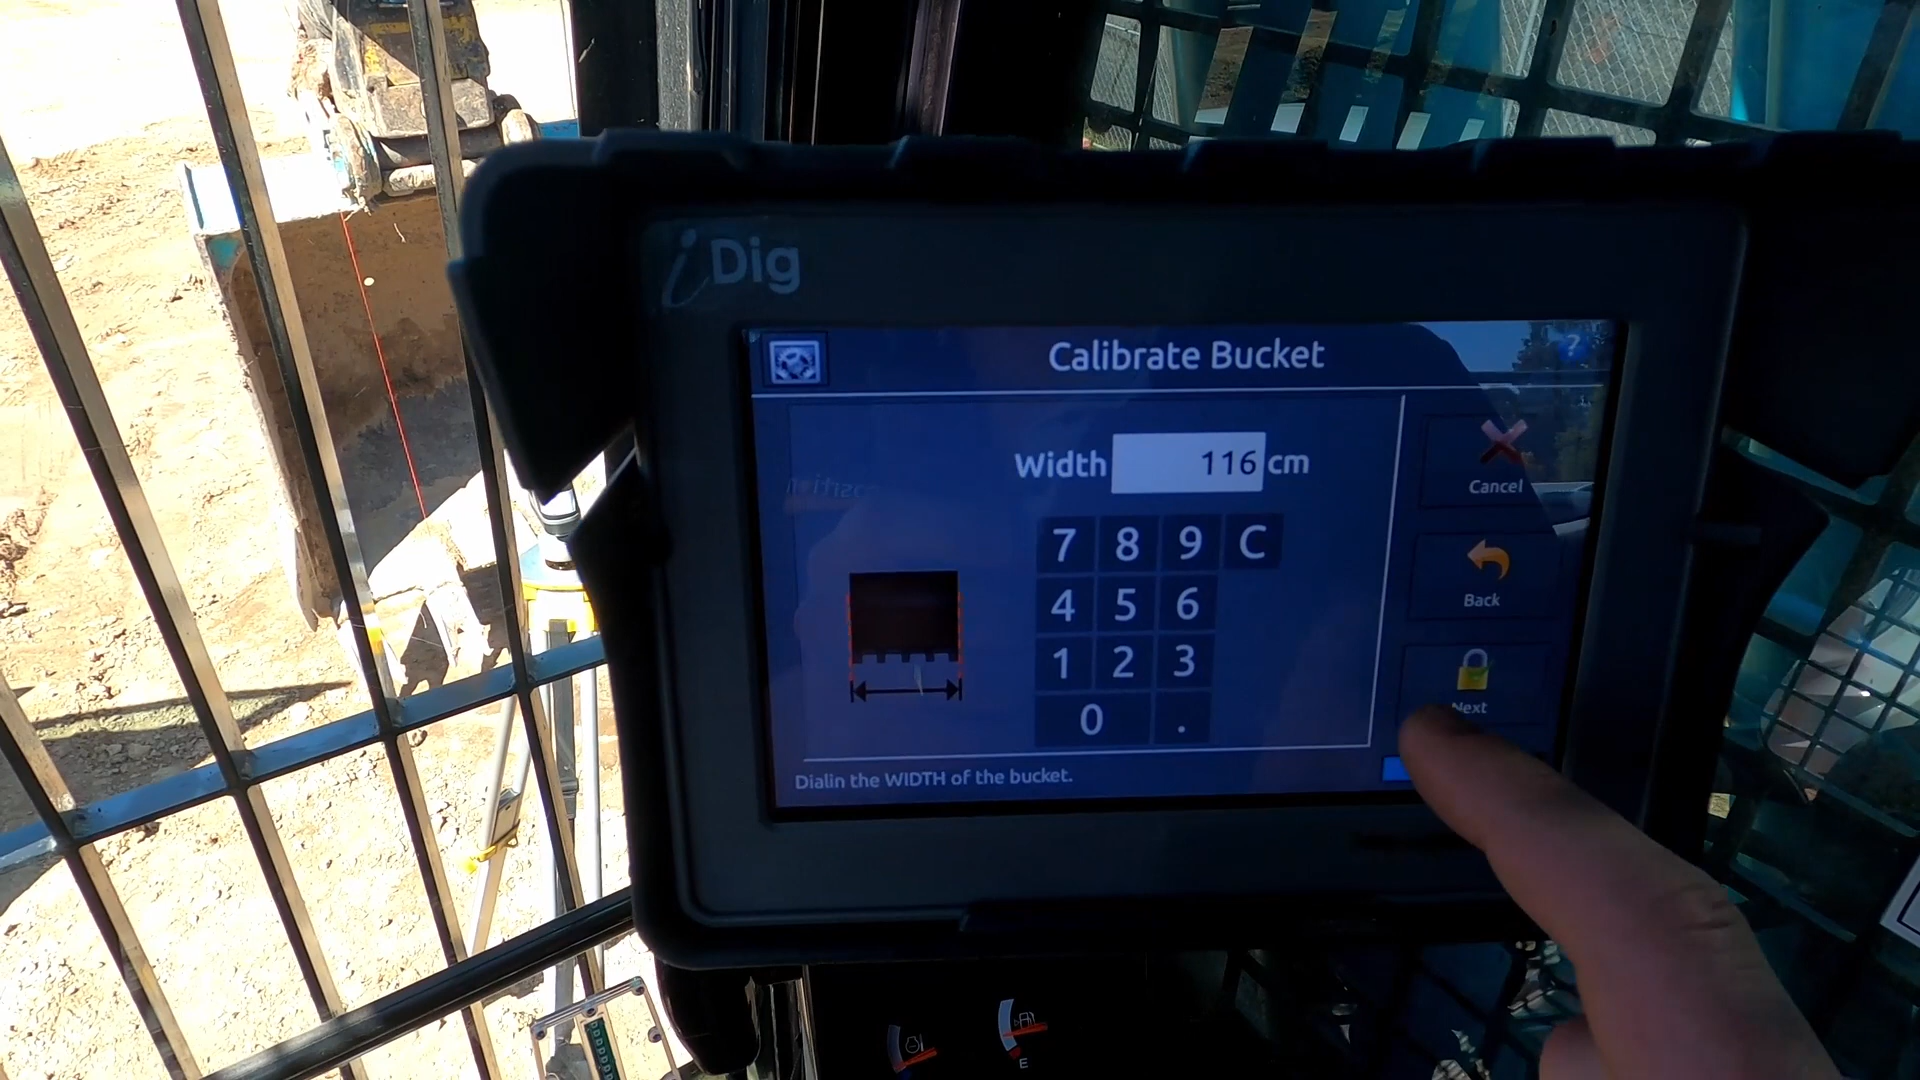 iDig
Calibrate Bucket
?
Width 116 cm
7 8 9 C
4 5 6
1 2 3
0 .
Cancel
Back
Next
Dialin the WIDTH of the bucket.
E